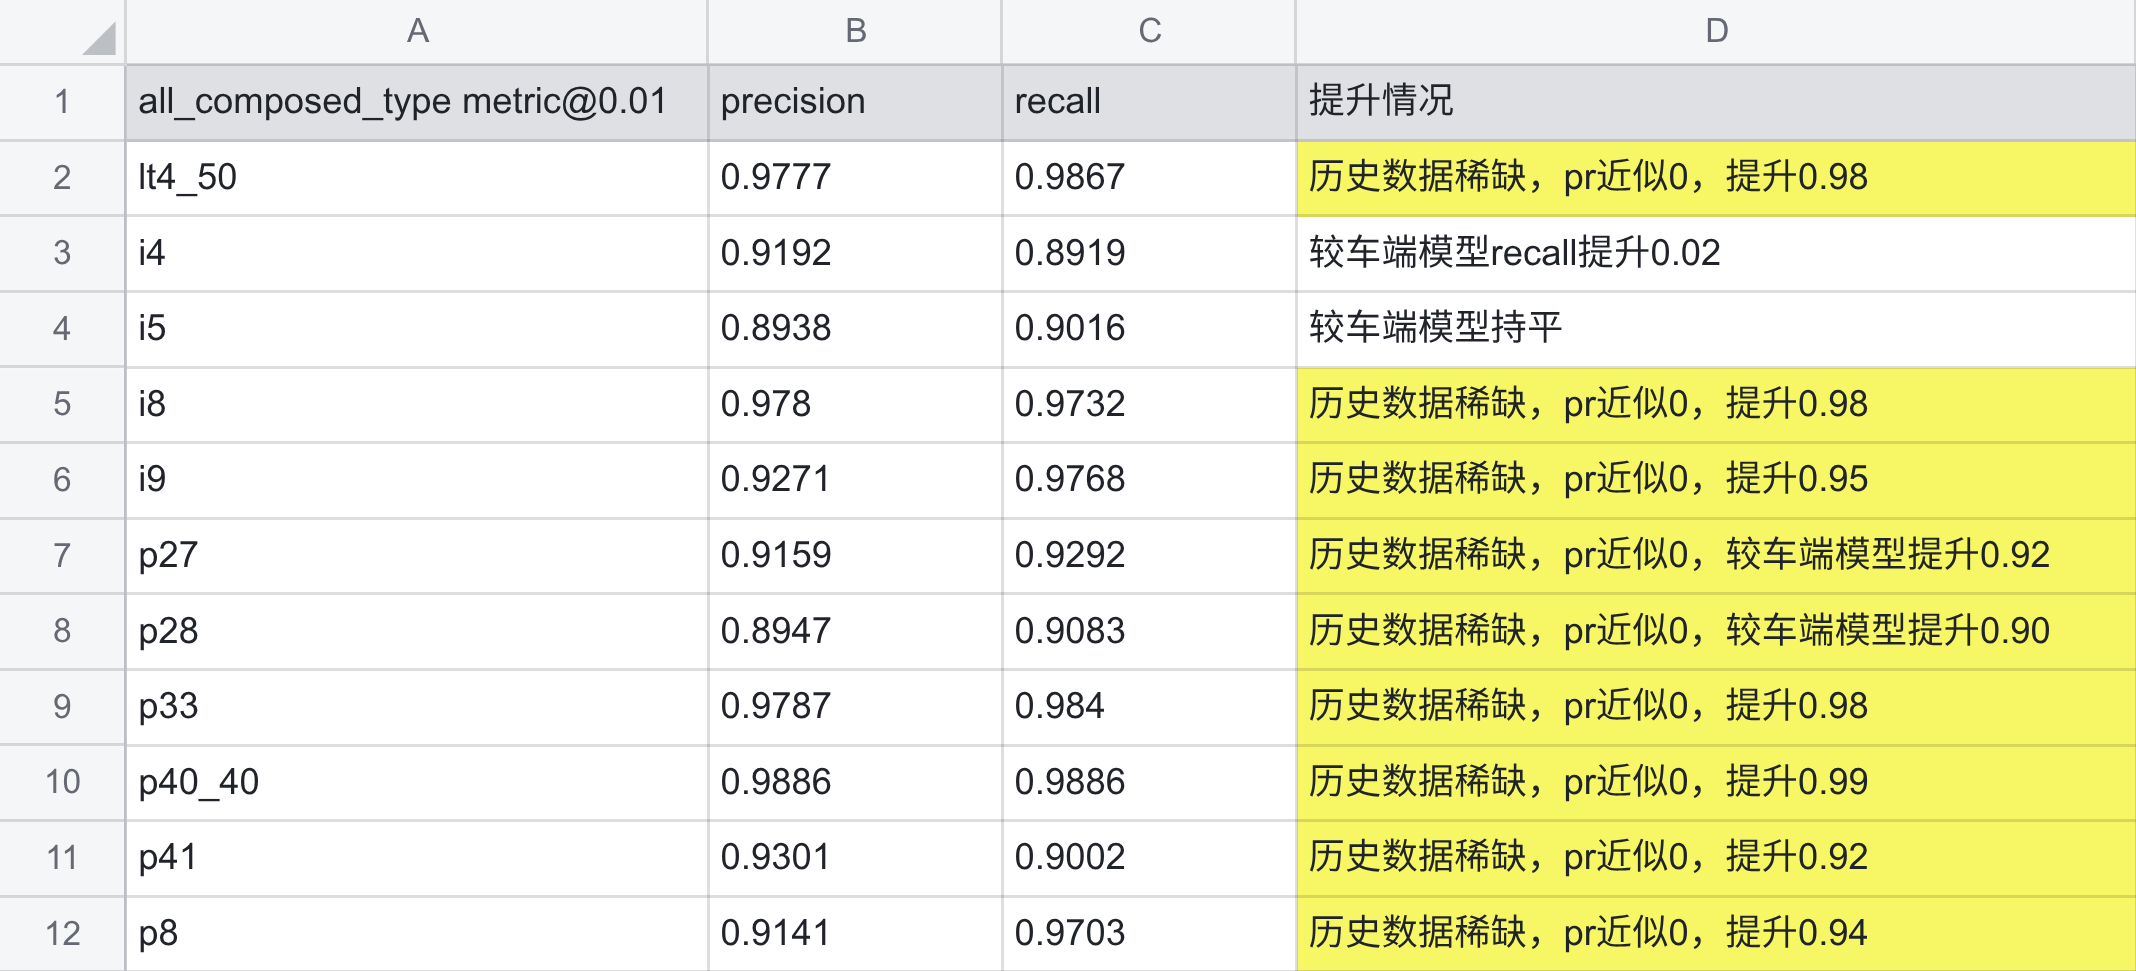 A B C D
1 all_composed_type metric@0.01 precision recall 提升情况
2 lt4_50 0.9777 0.9867 历史数据稀缺，pr近似0，提升0.98
3 i4 0.9192 0.8919 较车端模型recall提升0.02
4 i5 0.8938 0.9016 较车端模型持平
5 i8 0.978 0.9732 历史数据稀缺，pr近似0，提升0.98
6 i9 0.9271 0.9768 历史数据稀缺，pr近似0，提升0.95
7 p27 0.9159 0.9292 历史数据稀缺，pr近似0，较车端模型提升0.92
8 p28 0.8947 0.9083 历史数据稀缺，pr近似0，较车端模型提升0.90
9 p33 0.9787 0.984 历史数据稀缺，pr近似0，提升0.98
10 p40_40 0.9886 0.9886 历史数据稀缺，pr近似0，提升0.99
11 p41 0.9301 0.9002 历史数据稀缺，pr近似0，提升0.92
12 p8 0.9141 0.9703 历史数据稀缺，pr近似0，提升0.94